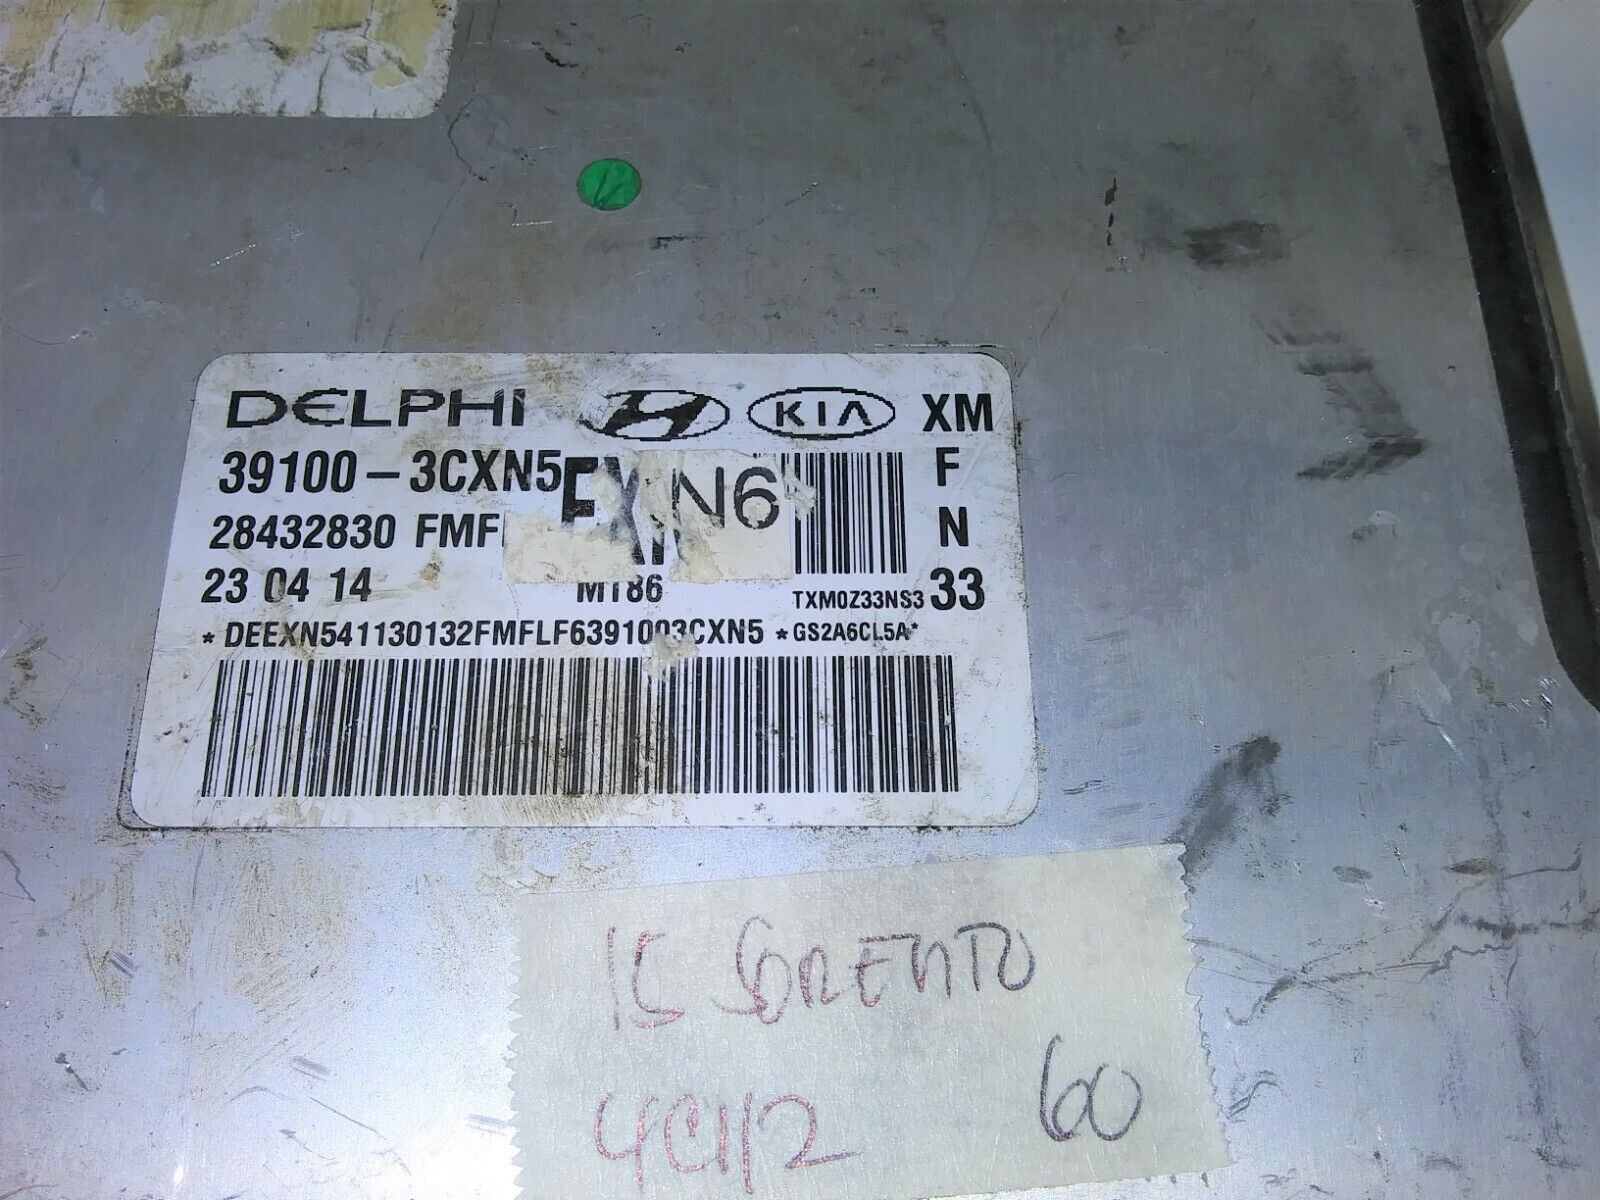 DELPHI H KIA XM
39100-3CXN5 N6 F
28432830 FMF N
23 04 14 MT86 TXM0Z33NS3 33
*DEEXN541130132FMFLF6391003CXN5 *GS2A6CL5A*
15 SORENTO
4C112 60